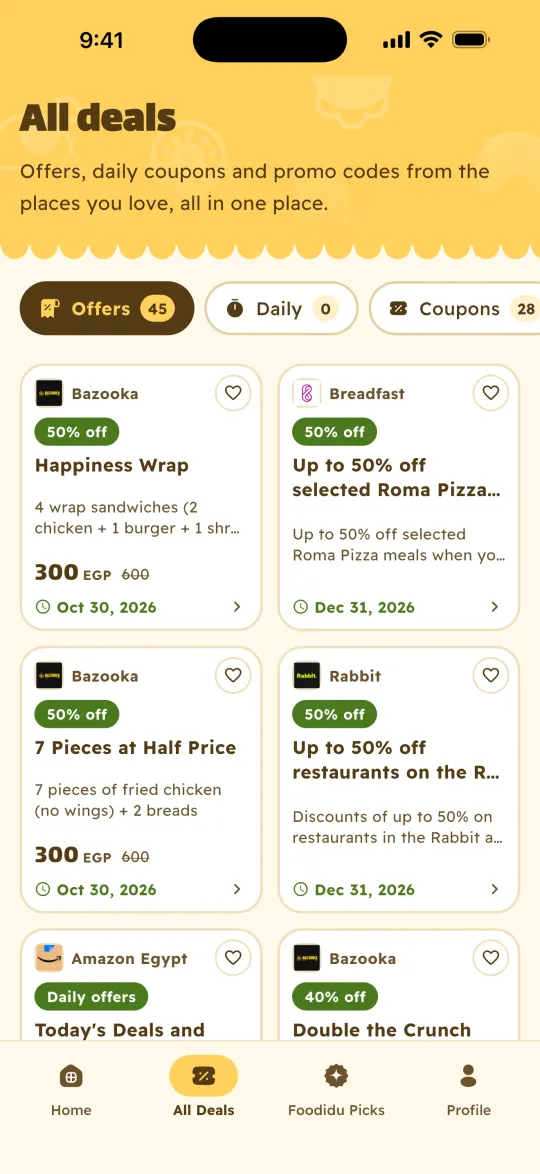 9:41
All deals
Offers, daily coupons and promo codes from the
places you love, all in one place.
Offers 45
Daily 0
Coupons 28
Bazooka
50% off
Happiness Wrap
4 wrap sandwiches (2
chicken + 1 burger + 1 shr…
300 EGP 600
Oct 30, 2026
Breadfast
50% off
Up to 50% off
selected Roma Pizza…
Up to 50% off selected
Roma Pizza meals when yo…
Dec 31, 2026
Bazooka
50% off
7 Pieces at Half Price
7 pieces of fried chicken
(no wings) + 2 breads
300 EGP 600
Oct 30, 2026
Rabbit.
Rabbit
50% off
Up to 50% off
restaurants on the R…
Discounts of up to 50% on
restaurants in the Rabbit a…
Dec 31, 2026
Amazon Egypt
Daily offers
Today's Deals and
Bazooka
40% off
Double the Crunch
Home
All Deals
Foodidu Picks
Profile